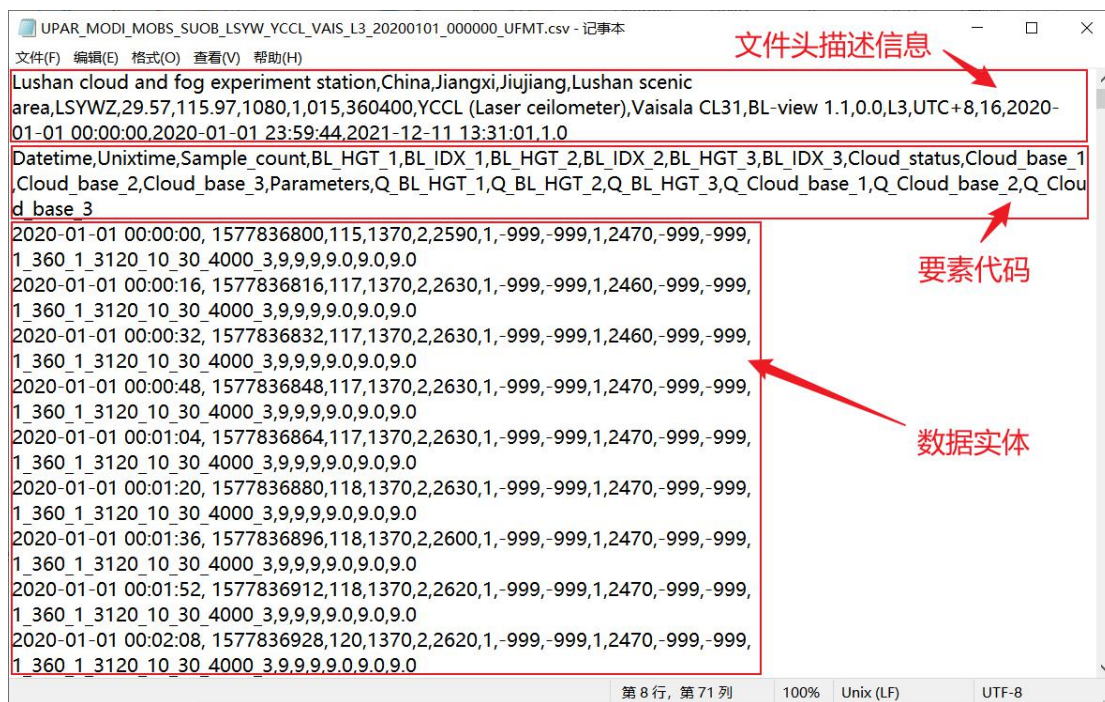 UPAR_MODI_MOBS_SUOB_LSYW_YCCL_VAIS_L3_20200101_000000_UFMT.csv - 记事本
文件(F) 编辑(E) 格式(O) 查看(V) 帮助(H)
文件头描述信息
Lushan cloud and fog experiment station,China,Jiangxi,Jiujiang,Lushan scenic
area,LSYWZ,29.57,115.97,1080,1,015,360400,YCCL (Laser ceilometer),Vaisala CL31,BL-view 1.1,0.0,L3,UTC+8,16,2020-
01-01 00:00:00,2020-01-01 23:59:44,2021-12-11 13:31:01,1.0
Datetime,Unixtime,Sample_count,BL_HGT_1,BL_IDX_1,BL_HGT_2,BL_IDX_2,BL_HGT_3,BL_IDX_3,Cloud_status,Cloud_base_1
,Cloud_base_2,Cloud_base_3,Parameters,Q_BL_HGT_1,Q_BL_HGT_2,Q_BL_HGT_3,Q_Cloud_base_1,Q_Cloud_base_2,Q_Clou
d_base_3
要素代码
2020-01-01 00:00:00, 1577836800,115,1370,2,2590,1,-999,-999,1,2470,-999,-999,
1_360_1_3120_10_30_4000_3,9,9,9,9.0,9.0,9.0
2020-01-01 00:00:16, 1577836816,117,1370,2,2630,1,-999,-999,1,2460,-999,-999,
1_360_1_3120_10_30_4000_3,9,9,9,9.0,9.0,9.0
2020-01-01 00:00:32, 1577836832,117,1370,2,2630,1,-999,-999,1,2460,-999,-999,
1_360_1_3120_10_30_4000_3,9,9,9,9.0,9.0,9.0
2020-01-01 00:00:48, 1577836848,117,1370,2,2630,1,-999,-999,1,2470,-999,-999,
1_360_1_3120_10_30_4000_3,9,9,9,9.0,9.0,9.0
2020-01-01 00:01:04, 1577836864,117,1370,2,2630,1,-999,-999,1,2470,-999,-999,
1_360_1_3120_10_30_4000_3,9,9,9,9.0,9.0,9.0
数据实体
2020-01-01 00:01:20, 1577836880,118,1370,2,2630,1,-999,-999,1,2470,-999,-999,
1_360_1_3120_10_30_4000_3,9,9,9,9.0,9.0,9.0
2020-01-01 00:01:36, 1577836896,118,1370,2,2600,1,-999,-999,1,2470,-999,-999,
1_360_1_3120_10_30_4000_3,9,9,9,9.0,9.0,9.0
2020-01-01 00:01:52, 1577836912,118,1370,2,2620,1,-999,-999,1,2470,-999,-999,
1_360_1_3120_10_30_4000_3,9,9,9,9.0,9.0,9.0
2020-01-01 00:02:08, 1577836928,120,1370,2,2620,1,-999,-999,1,2470,-999,-999,
1_360_1_3120_10_30_4000_3,9,9,9,9.0,9.0,9.0
第 8 行，第 71 列 100% Unix (LF) UTF-8